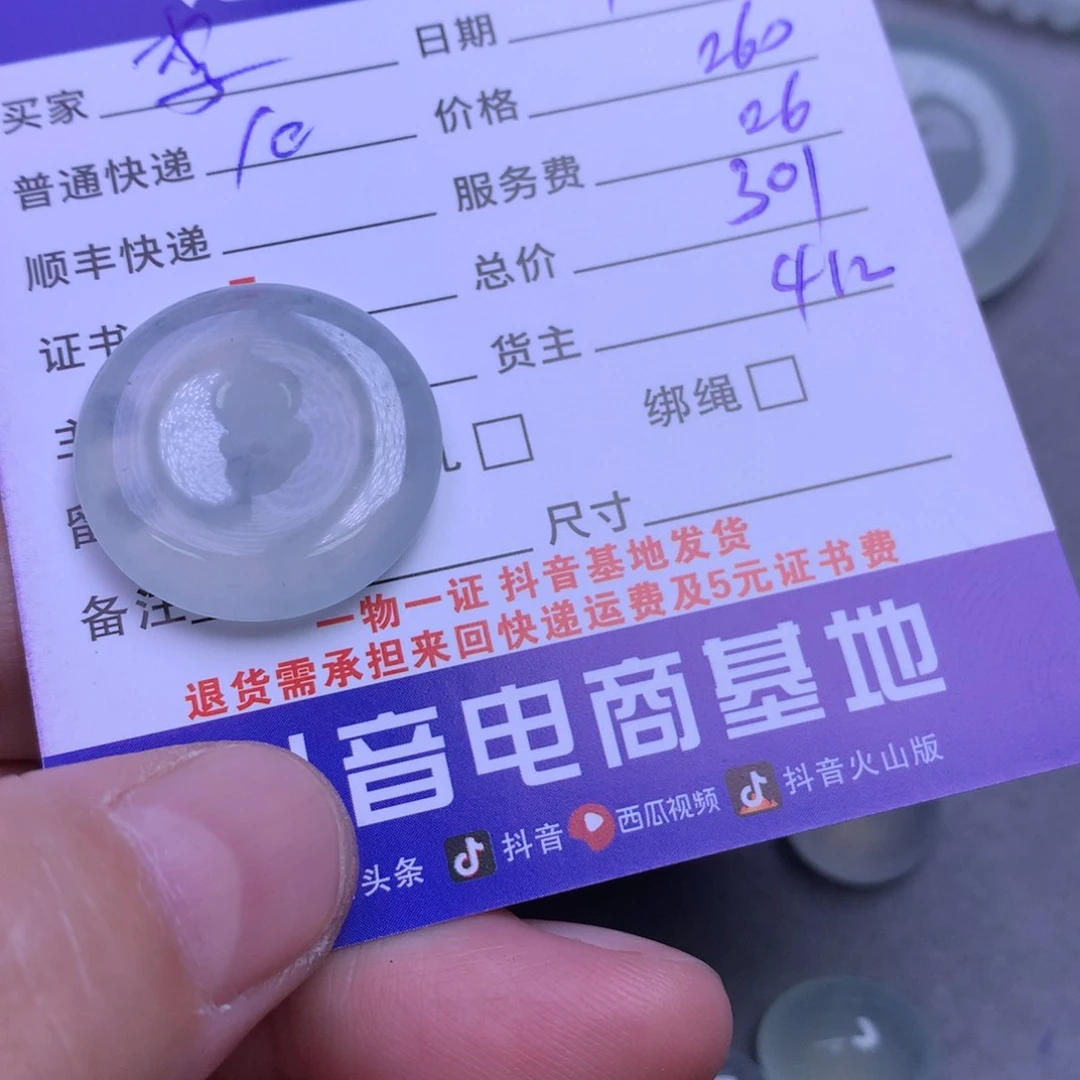 买家 李 日期
普通快递 10 价格 260
顺丰快递 服务费 26
证书 总价 301
货主 412
绑绳
尺寸
备注
一物一证 抖音基地发货
退货需承担来回快递运费及5元证书费
音电商基地
头条 抖音 西瓜视频 抖音火山版